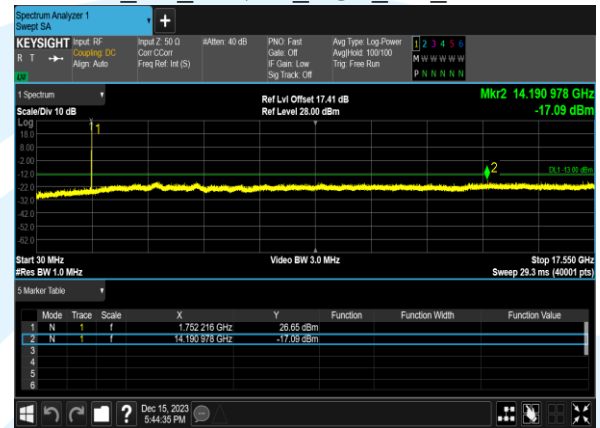 Spectrum Analyzer 1
Swept SA
KEYSIGHT Input: RF Input Z: 50 Ω #Atten: 40 dB PNO: Fast Avg Type: Log-Power 1 2 3 4 5 6
R T Coupling: DC Corr CCorr Gate: Off Avg|Hold: 100/100 M W W W W W
Align: Auto Freq Ref: Int (S) IF Gain: Low Trig: Free Run
Sig Track: Off P N N N N N
LXI
1 Spectrum Ref Lvl Offset 17.41 dB Mkr2 14.190 978 GHz
Scale/Div 10 dB Ref Level 28.00 dBm -17.09 dBm
Log
1
18.0
8.00
-2.00
-12.0 2 DL1 -13.00 dBm
-22.0
-32.0
-42.0
-52.0
Start 30 MHz Video BW 3.0 MHz Stop 17.550 GHz
#Res BW 1.0 MHz Sweep 29.3 ms (40001 pts)
5 Marker Table
Mode Trace Scale X Y Function Function Width Function Value
1 N 1 f 1.752 216 GHz 26.65 dBm
2 N 1 f 14.190 978 GHz -17.09 dBm
3
4
5
6
? Dec 15, 2023
5:44:35 PM